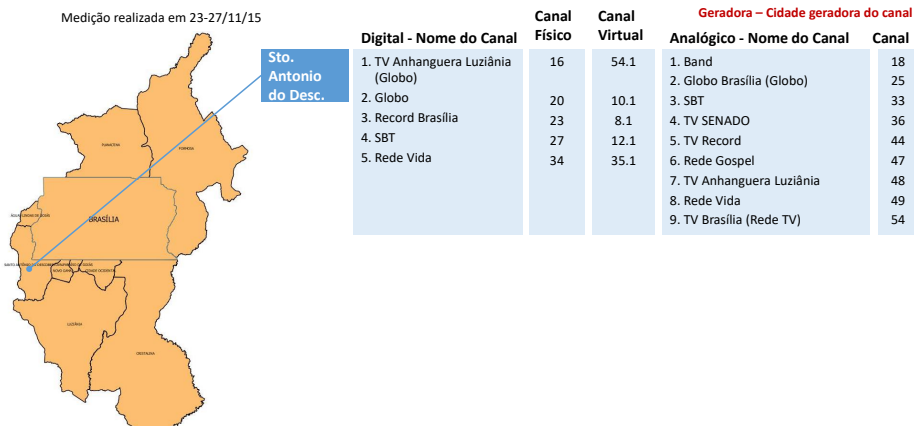 Medição realizada em 23-27/11/15
Geradora – Cidade geradora do canal
Digital - Nome do Canal Canal Físico Canal Virtual Analógico - Nome do Canal Canal
Sto. Antonio do Desc.
1. TV Anhanguera Luziânia (Globo) 16 54.1
2. Globo 20 10.1
3. Record Brasília 23 8.1
4. SBT 27 12.1
5. Rede Vida 34 35.1
1. Band 18
2. Globo Brasília (Globo) 25
3. SBT 33
4. TV SENADO 36
5. TV Record 44
6. Rede Gospel 47
7. TV Anhanguera Luziânia 48
8. Rede Vida 49
9. TV Brasília (Rede TV) 54
FORMOSA
BRASÍLIA
CIDADE OCIDENTAL
LUZIÂNIA
CRISTALINA